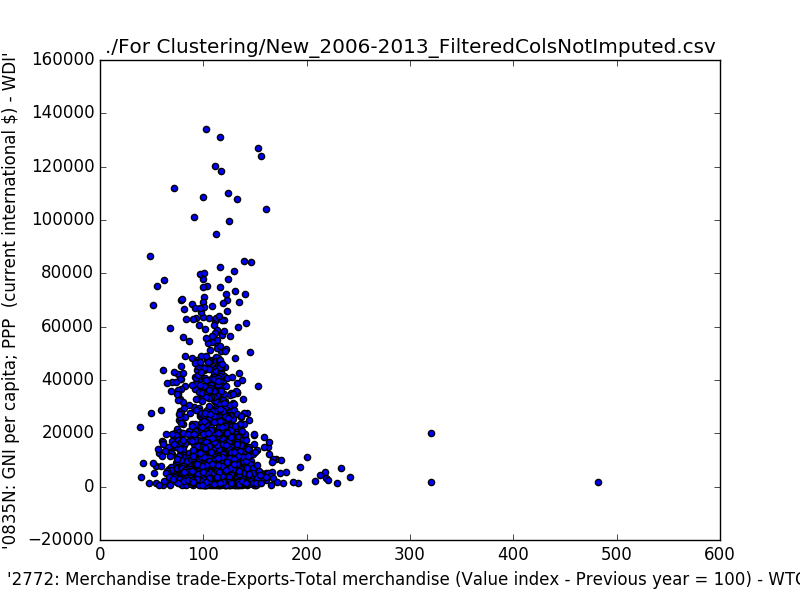 ./For Clustering/New_2006-2013_FilteredColsNotImputed.csv
'0835N: GNI per capita; PPP  (current international $) - WDI'
160000
140000
120000
100000
80000
60000
40000
20000
0
−20000
0 100 200 300 400 500 600
'2772: Merchandise trade-Exports-Total merchandise (Value index - Previous year = 100) - WTO